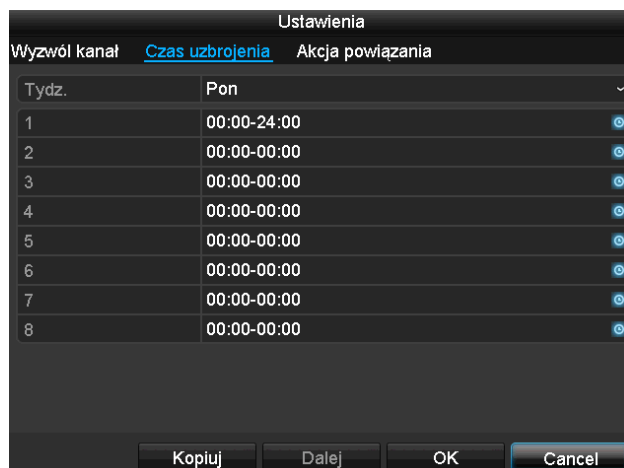 Ustawienia
Wyzwól kanał Czas uzbrojenia Akcja powiązania
Tydz. Pon
1 00:00-24:00
2 00:00-00:00
3 00:00-00:00
4 00:00-00:00
5 00:00-00:00
6 00:00-00:00
7 00:00-00:00
8 00:00-00:00
Kopiuj Dalej OK Cancel